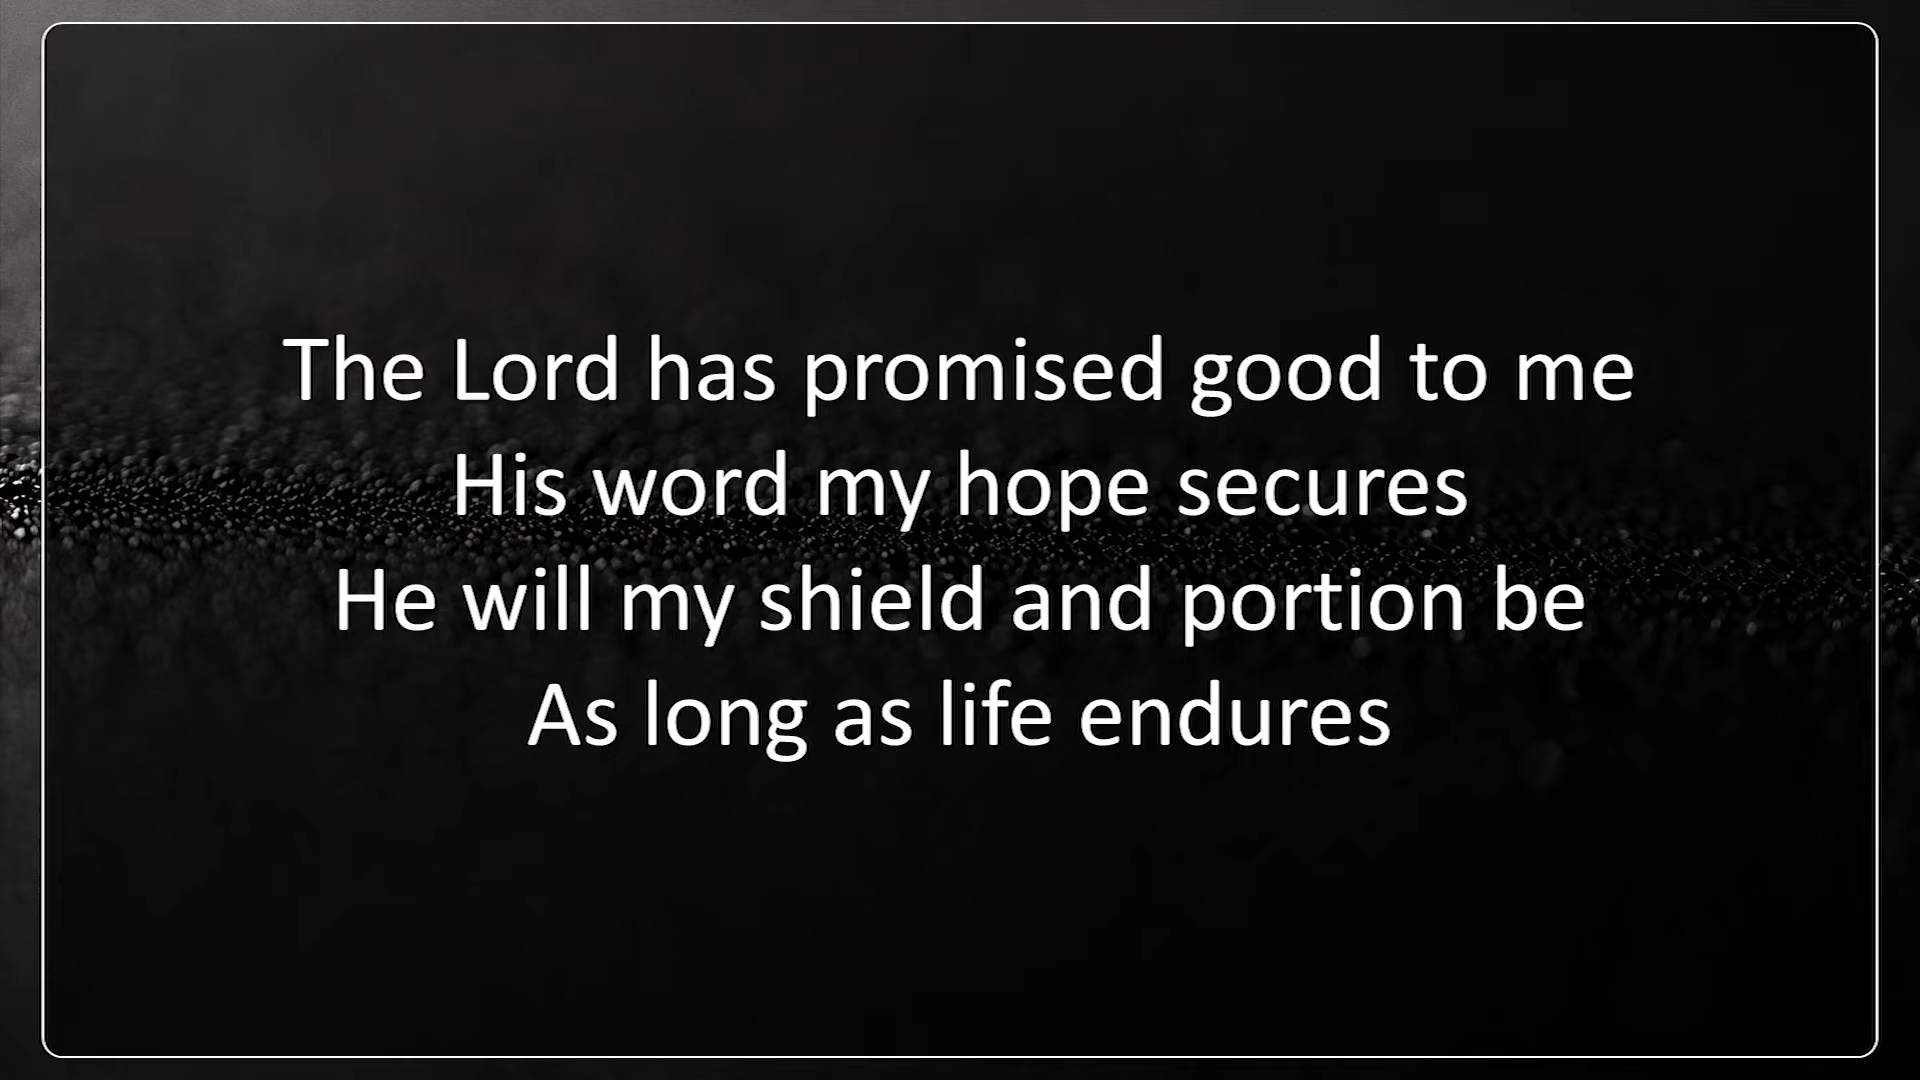 The Lord has promised good to me
His word my hope secures
He will my shield and portion be
As long as life endures